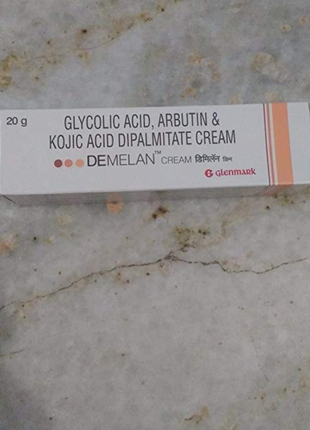 20 g
GLYCOLIC ACID, ARBUTIN &
KOJIC ACID DIPALMITATE CREAM
DEMELAN™ CREAM डिमिलॅन क्रिम
G glenmark